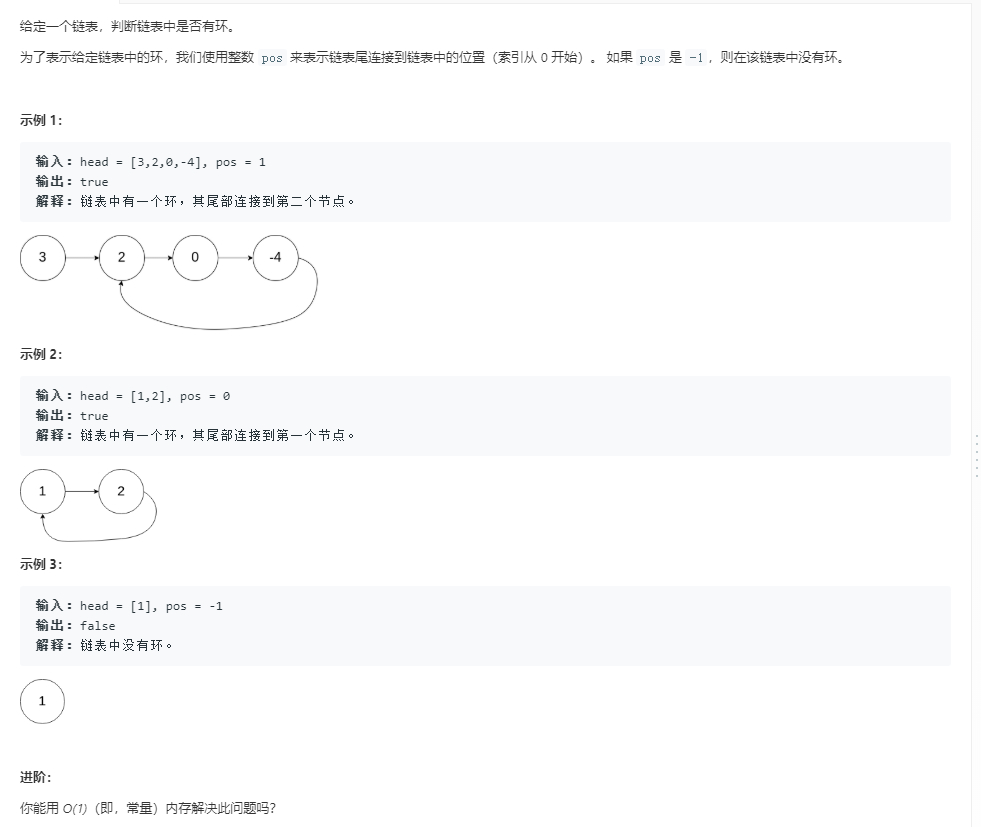 给定一个链表，判断链表中是否有环。
为了表示给定链表中的环，我们使用整数 pos 来表示链表尾连接到链表中的位置（索引从 0 开始）。 如果 pos 是 -1，则在该链表中没有环。
示例 1：
输入：head = [3,2,0,-4], pos = 1
输出：true
解释：链表中有一个环，其尾部连接到第二个节点。
3 2 0 -4
示例 2：
输入：head = [1,2], pos = 0
输出：true
解释：链表中有一个环，其尾部连接到第一个节点。
1 2
示例 3：
输入：head = [1], pos = -1
输出：false
解释：链表中没有环。
1
进阶：
你能用 O(1)（即，常量）内存解决此问题吗？